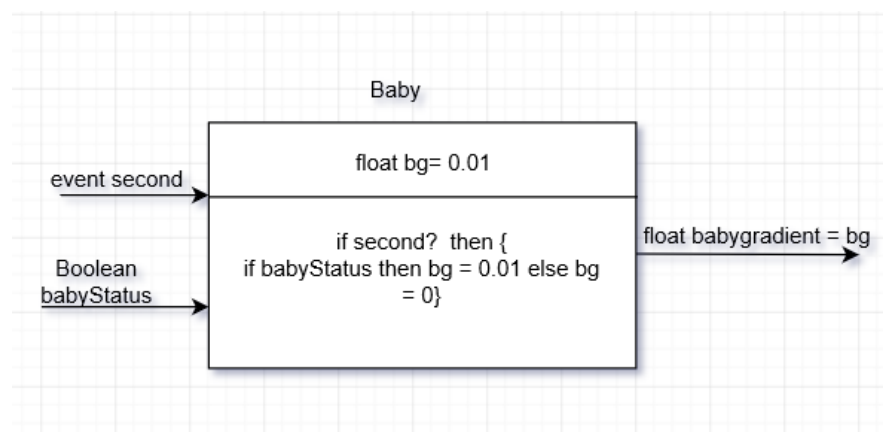 Baby
float bg= 0.01
event second
if second?  then {
if babyStatus then bg = 0.01 else bg
= 0}
float babygradient = bg
Boolean
babyStatus